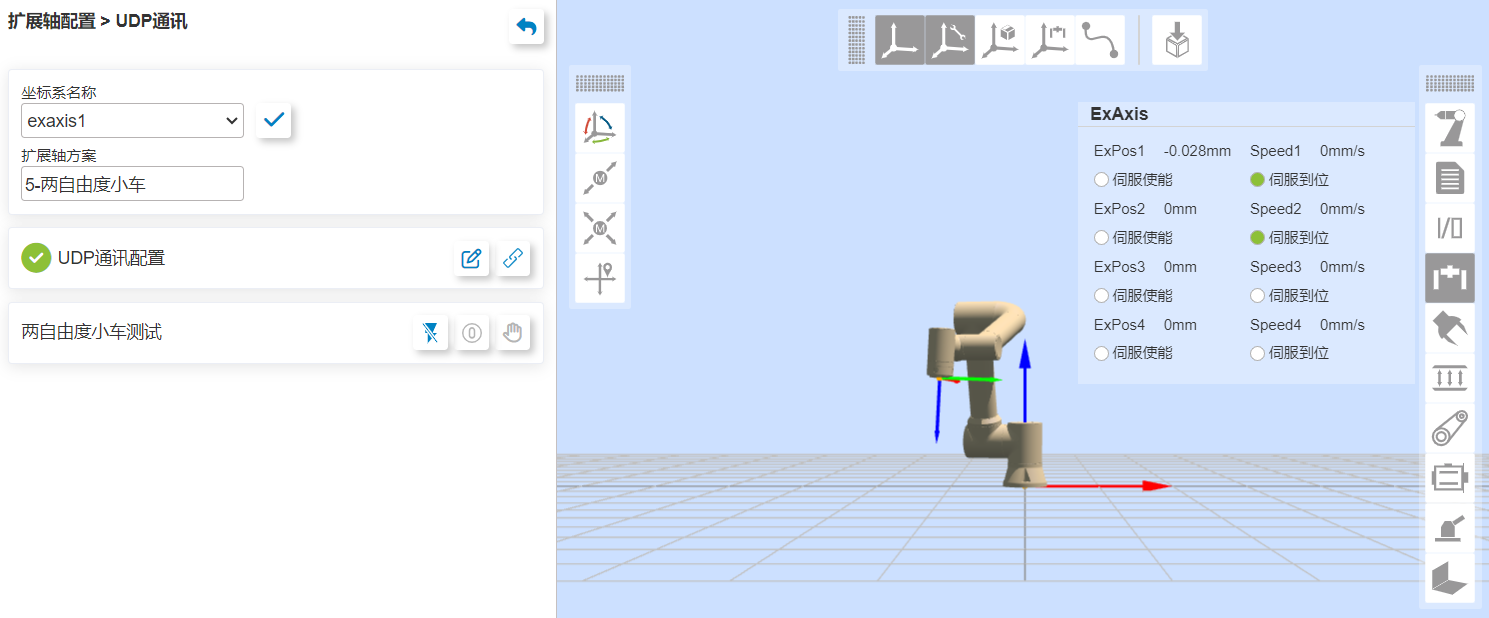 扩展轴配置 > UDP通讯
坐标系名称
exaxis1
扩展轴方案
5-两自由度小车
UDP通讯配置
两自由度小车测试
ExAxis
ExPos1 -0.028mm Speed1 0mm/s
伺服使能 伺服到位
ExPos2 0mm Speed2 0mm/s
伺服使能 伺服到位
ExPos3 0mm Speed3 0mm/s
伺服使能 伺服到位
ExPos4 0mm Speed4 0mm/s
伺服使能 伺服到位
M
M
I/O
0